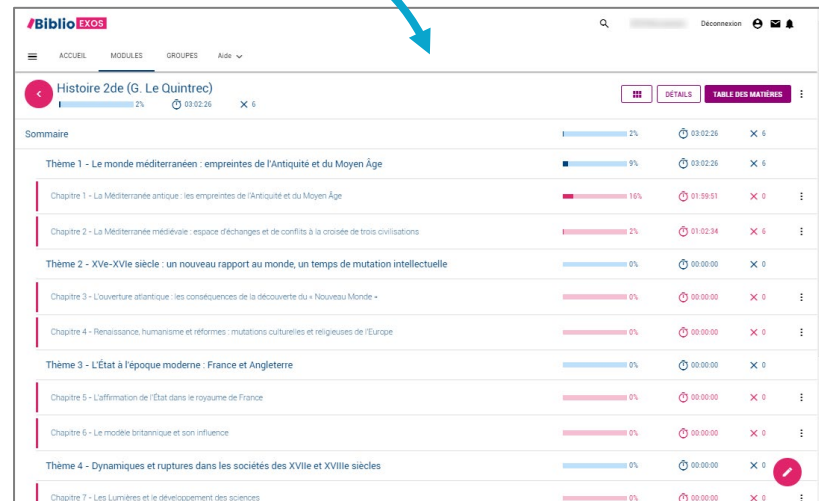 /Biblio EXOS
Déconnexion
ACCUEIL MODULES GROUPES Aide
Histoire 2de (G. Le Quintrec)
2% 03:02:26 6
DÉTAILS TABLE DES MATIÈRES
Sommaire 2% 03:02:26 6
Thème 1 - Le monde méditerranéen : empreintes de l'Antiquité et du Moyen Âge 9% 03:02:26 6
Chapitre 1 - La Méditerranée antique : les empreintes de l'Antiquité et du Moyen Âge 16% 01:59:51 0
Chapitre 2 - La Méditerranée médiévale : espace d'échanges et de conflits à la croisée de trois civilisations 2% 01:02:34 6
Thème 2 - XVe-XVIe siècle : un nouveau rapport au monde, un temps de mutation intellectuelle 0% 00:00:00 0
Chapitre 3 - L'ouverture atlantique : les conséquences de la découverte du « Nouveau Monde » 0% 00:00:00 0
Chapitre 4 - Renaissance, humanisme et réformes : mutations culturelles et religieuses de l'Europe 0% 00:00:00 0
Thème 3 - L'État à l'époque moderne : France et Angleterre 0% 00:00:00 0
Chapitre 5 - L'affirmation de l'État dans le royaume de France 0% 00:00:00 0
Chapitre 6 - Le modèle britannique et son influence 0% 00:00:00 0
Thème 4 - Dynamiques et ruptures dans les sociétés des XVIIe et XVIIIe siècles 0% 00:00:00 0
Chapitre 7 - Les Lumières et le développement des sciences 0% 00:00:00 0